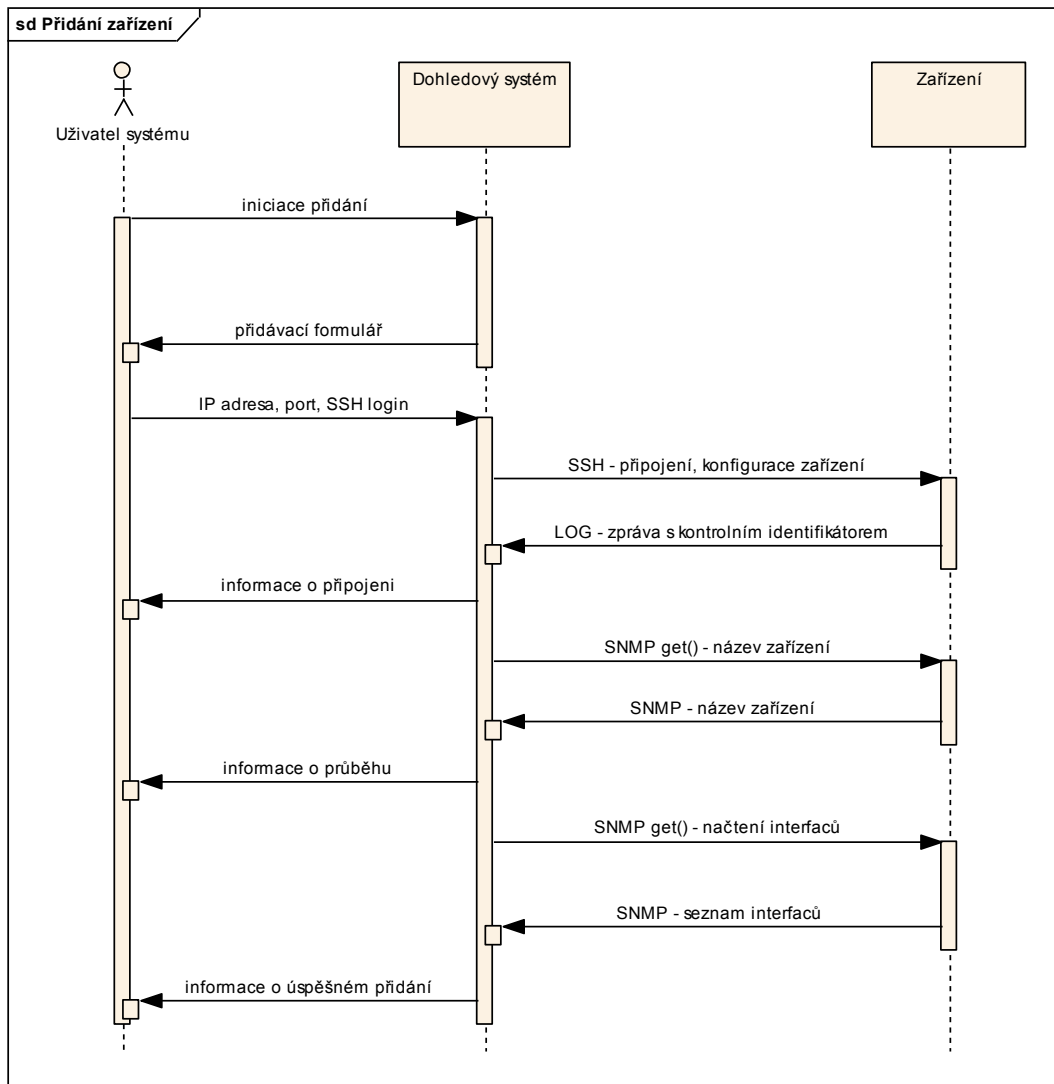 sd Přidání zařízení
Uživatel systému
Dohledový systém
Zařízení
iniciace přidání
přidávací formulář
IP adresa, port, SSH login
SSH - připojení, konfigurace zařízení
LOG - zpráva s kontrolním identifikátorem
informace o připojeni
SNMP get() - název zařízení
SNMP - název zařízení
informace o průběhu
SNMP get() - načtení interfaců
SNMP - seznam interfaců
informace o úspěšném přidání